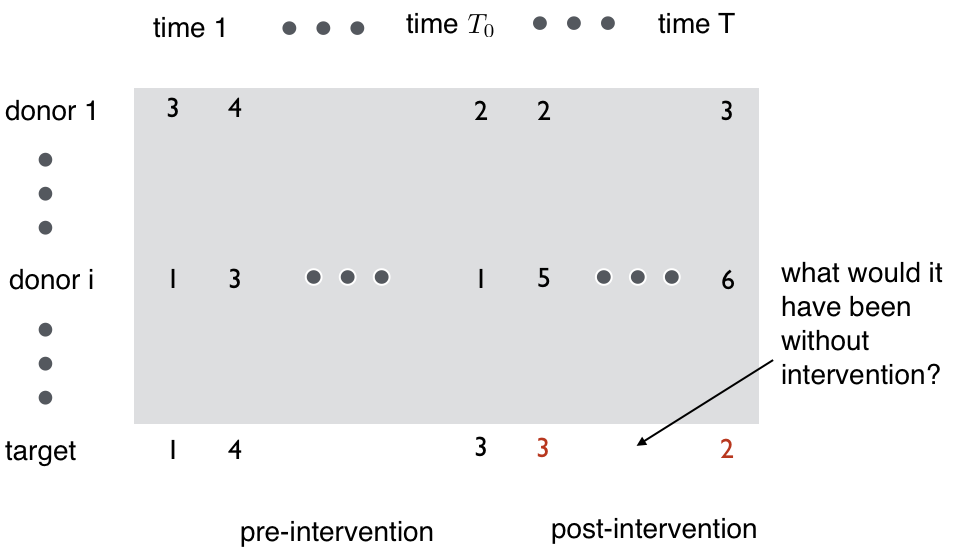 time 1 time T0 time T
donor 1 3 4 2 2 3
donor i 1 3 1 5 6
what would it
have been
without
intervention?
target 1 4 3 3 2
pre-intervention post-intervention